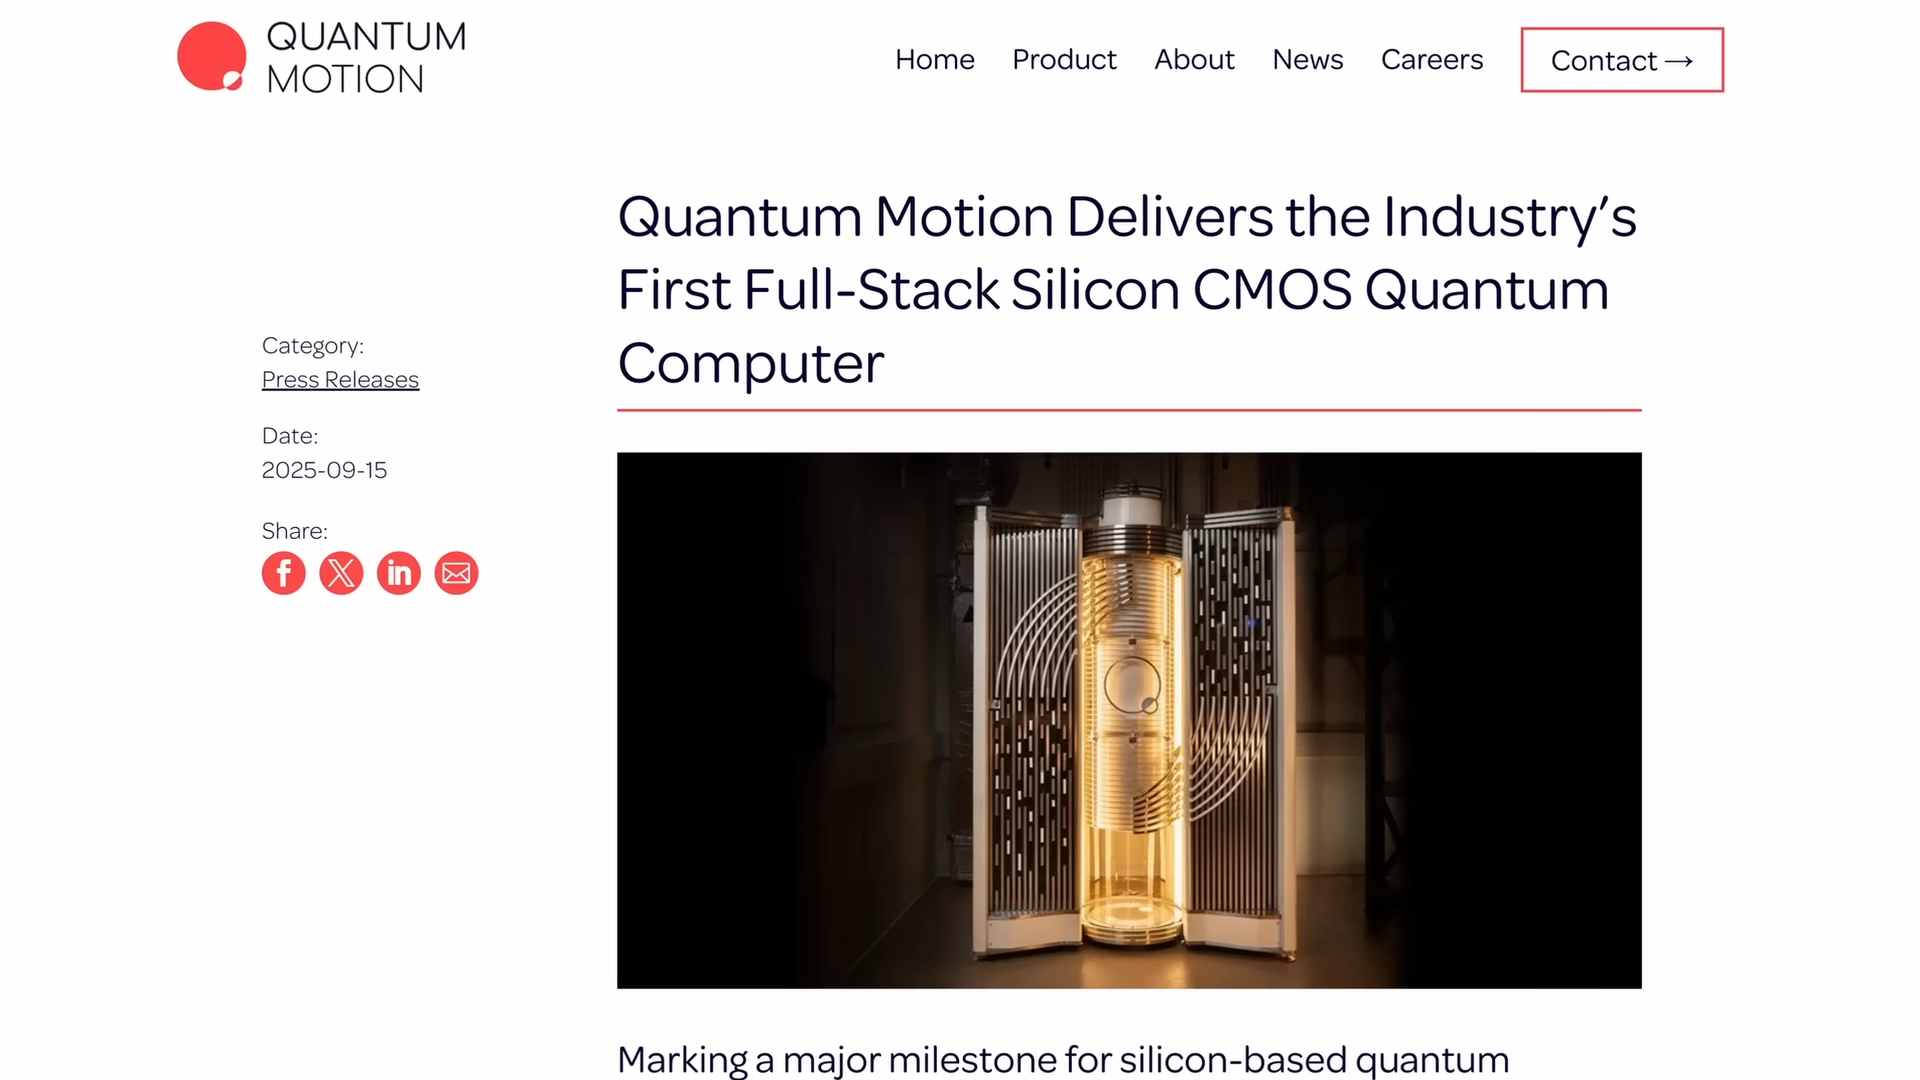 QUANTUM
MOTION
Home Product About News Careers Contact →
Quantum Motion Delivers the Industry’s
First Full-Stack Silicon CMOS Quantum
Computer
Category:
Press Releases
Date:
2025-09-15
Share:
Marking a major milestone for silicon-based quantum